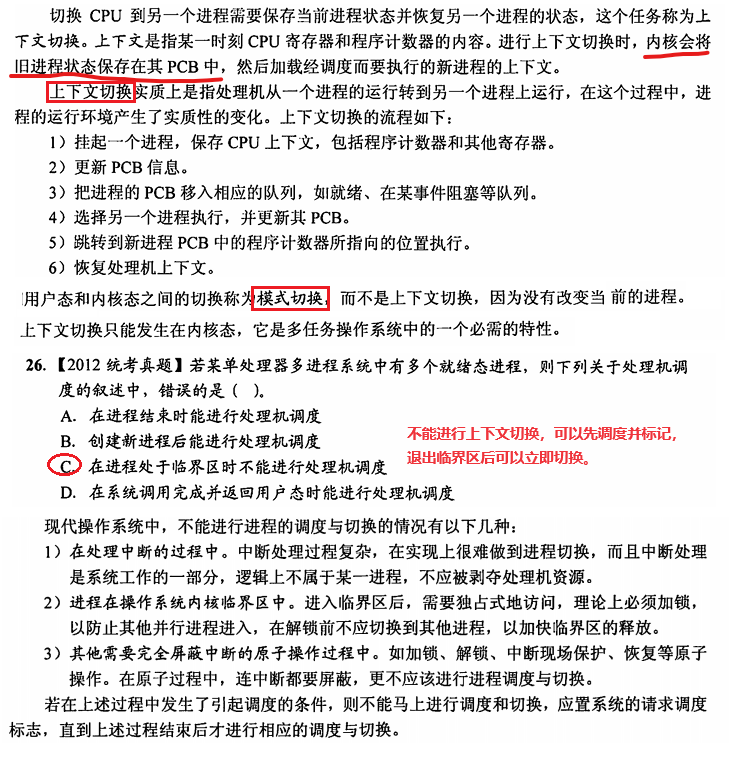 切换 CPU 到另一个进程需要保存当前进程状态并恢复另一个进程的状态，这个任务称为上
下文切换。上下文是指某一时刻 CPU 寄存器和程序计数器的内容。进行上下文切换时，内核会将
旧进程状态保存在其 PCB 中，然后加载经调度而要执行的新进程的上下文。
上下文切换实质上是指处理机从一个进程的运行转到另一个进程上运行，在这个过程中，进
程的运行环境产生了实质性的变化。上下文切换的流程如下：
1）挂起一个进程，保存 CPU 上下文，包括程序计数器和其他寄存器。
2）更新 PCB 信息。
3）把进程的 PCB 移入相应的队列，如就绪、在某事件阻塞等队列。
4）选择另一个进程执行，并更新其 PCB。
5）跳转到新进程 PCB 中的程序计数器所指向的位置执行。
6）恢复处理机上下文。
用户态和内核态之间的切换称为模式切换，而不是上下文切换，因为没有改变当 前的进程。
上下文切换只能发生在内核态，它是多任务操作系统中的一个必需的特性。
26.【2012 统考真题】若某单处理器多进程系统中有多个就绪态进程，则下列关于处理机调
度的叙述中，错误的是（ ）。
A. 在进程结束时能进行处理机调度
B. 创建新进程后能进行处理机调度
C. 在进程处于临界区时不能进行处理机调度
D. 在系统调用完成并返回用户态时能进行处理机调度
不能进行上下文切换，可以先调度并标记，
退出临界区后可以立即切换。
现代操作系统中，不能进行进程的调度与切换的情况有以下几种：
1）在处理中断的过程中。中断处理过程复杂，在实现上很难做到进程切换，而且中断处理
是系统工作的一部分，逻辑上不属于某一进程，不应被剥夺处理机资源。
2）进程在操作系统内核临界区中。进入临界区后，需要独占式地访问，理论上必须加锁，
以防止其他并行进程进入，在解锁前不应切换到其他进程，以加快临界区的释放。
3）其他需要完全屏蔽中断的原子操作过程中。如加锁、解锁、中断现场保护、恢复等原子
操作。在原子过程中，连中断都要屏蔽，更不应该进行进程调度与切换。
若在上述过程中发生了引起调度的条件，则不能马上进行调度和切换，应置系统的请求调度
标志，直到上述过程结束后才进行相应的调度与切换。